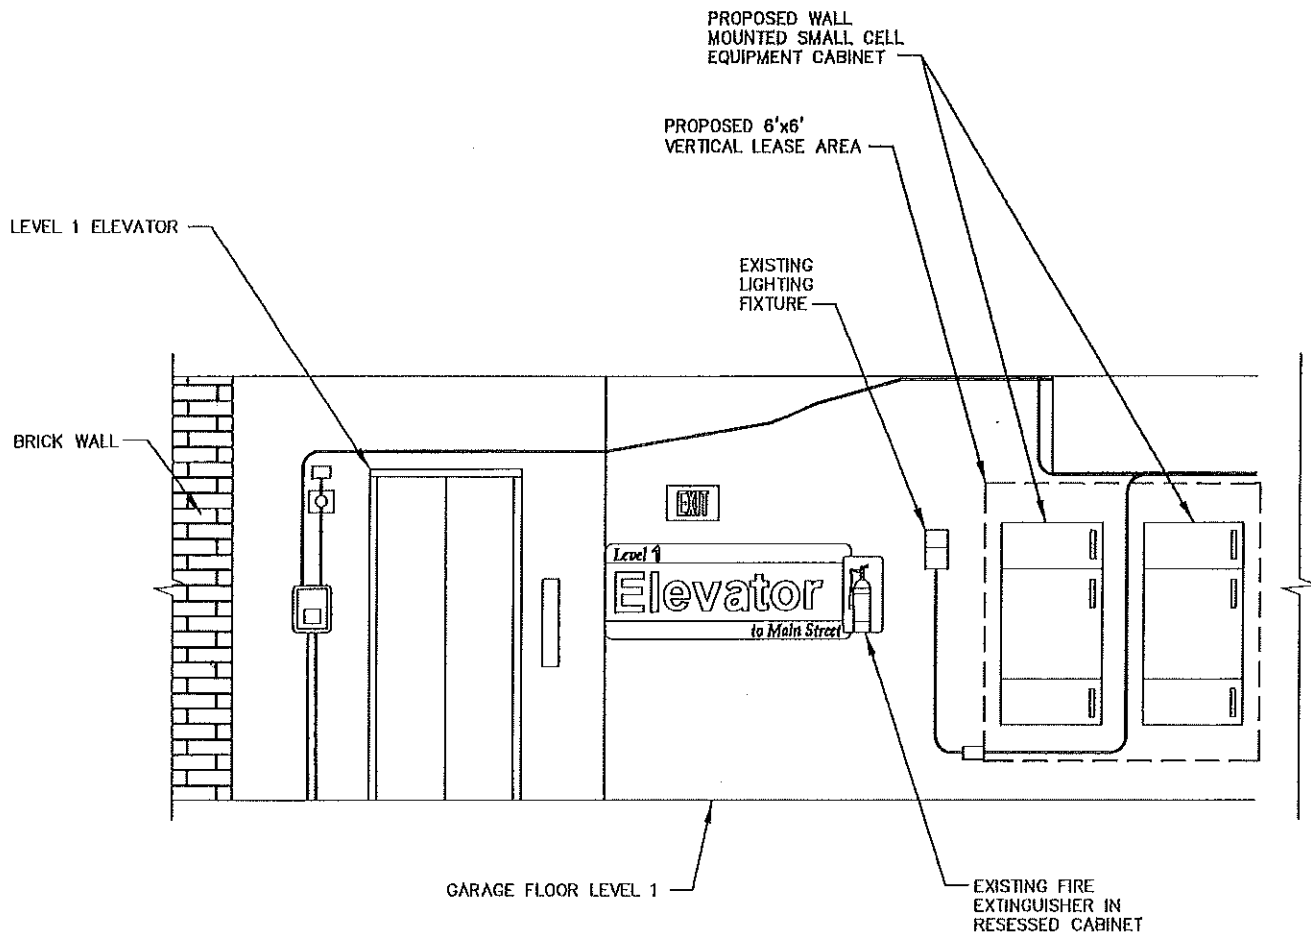 PROPOSED WALL
MOUNTED SMALL CELL
EQUIPMENT CABINET
PROPOSED 6'x6'
VERTICAL LEASE AREA
LEVEL 1 ELEVATOR
EXISTING
LIGHTING
FIXTURE
BRICK WALL
EXIT
Level 1
Elevator
to Main Street
GARAGE FLOOR LEVEL 1
EXISTING FIRE
EXTINGUISHER IN
RESESSED CABINET